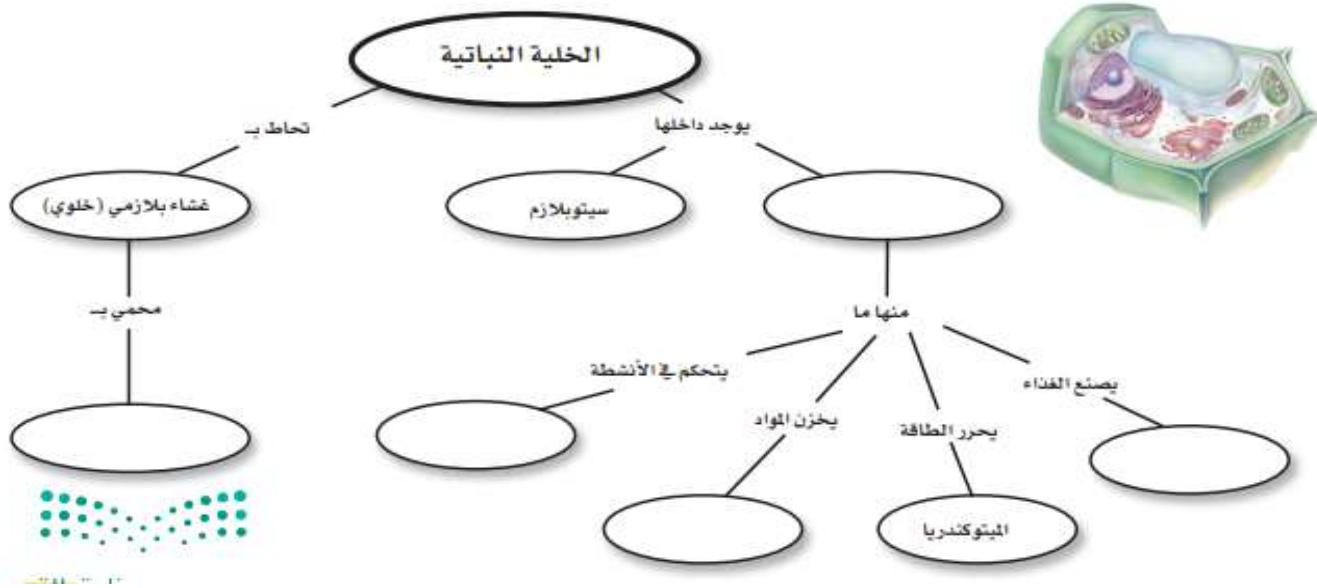 الخلية النباتية
يوجد داخلها
تحاط بـ
سيتوبلازم
غشاء بلازمي (خلوي)
منها ما
محمي بـ
يصنع الغذاء
يحرر الطاقة
يخزن المواد
يتحكم في الأنشطة
الميتوكندريا